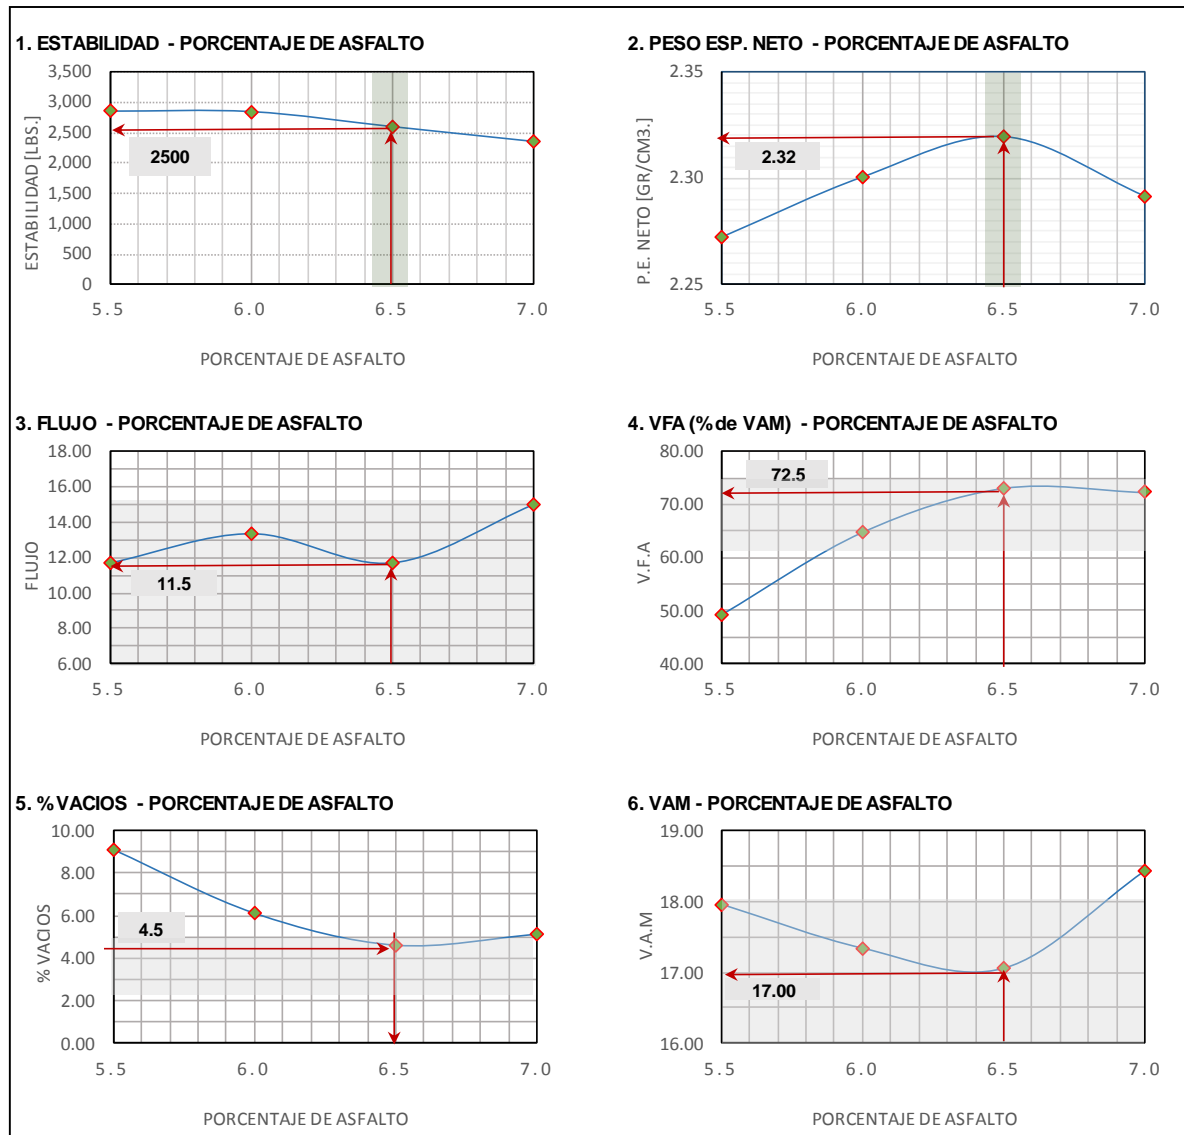 1. ESTABILIDAD - PORCENTAJE DE ASFALTO
ESTABILIDAD [LBS.]
3,500
3,000
2,500
2,000
1,500
1,000
500
0
2500
5.5 6.0 6.5 7.0
PORCENTAJE DE ASFALTO
2. PESO ESP. NETO - PORCENTAJE DE ASFALTO
P.E. NETO [GR/CM3.]
2.35
2.30
2.25
2.32
5.5 6.0 6.5 7.0
PORCENTAJE DE ASFALTO
3. FLUJO - PORCENTAJE DE ASFALTO
FLUJO
18.00
16.00
14.00
12.00
10.00
8.00
6.00
11.5
5.5 6.0 6.5 7.0
PORCENTAJE DE ASFALTO
4. VFA (% de VAM) - PORCENTAJE DE ASFALTO
V.F.A
80.00
70.00
60.00
50.00
40.00
72.5
5.5 6.0 6.5 7.0
PORCENTAJE DE ASFALTO
5. % VACIOS - PORCENTAJE DE ASFALTO
% VACIOS
10.00
8.00
6.00
4.00
2.00
0.00
4.5
5.5 6.0 6.5 7.0
PORCENTAJE DE ASFALTO
6. VAM - PORCENTAJE DE ASFALTO
V.A.M
19.00
18.00
17.00
16.00
17.00
5.5 6.0 6.5 7.0
PORCENTAJE DE ASFALTO